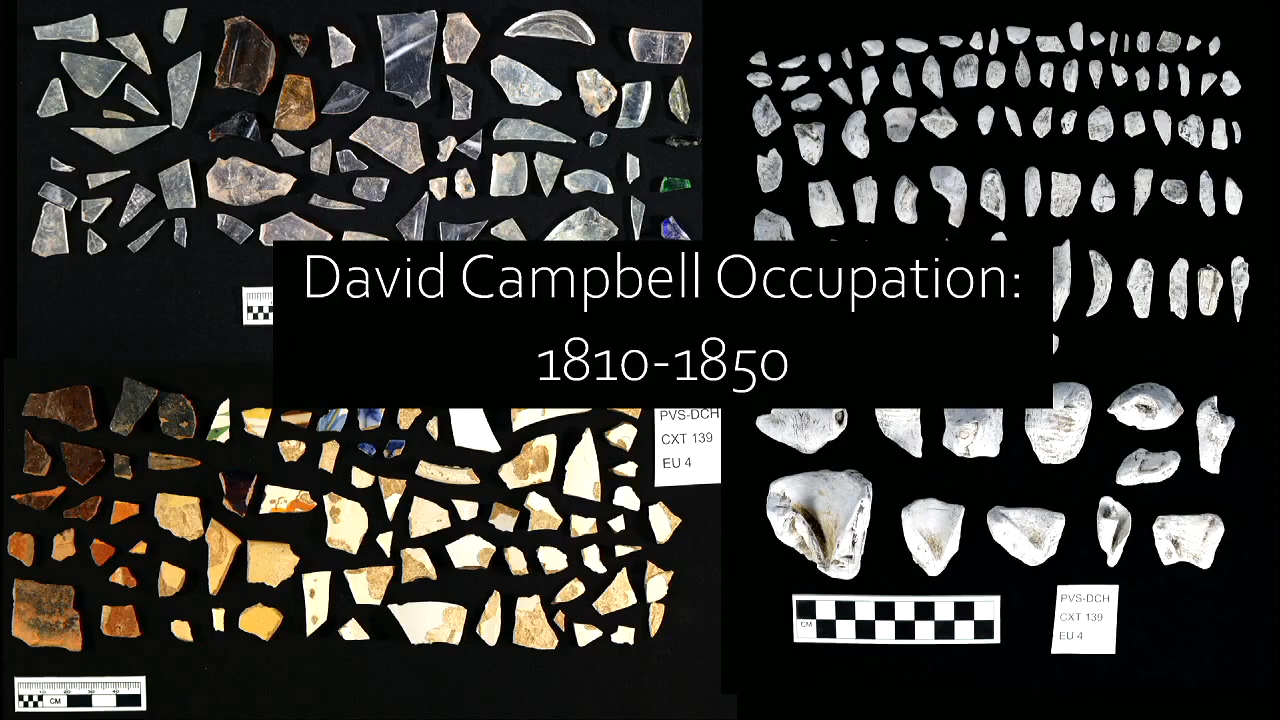 David Campbell Occupation:
1810-1850
PVS-DCH
CXT 139
EU 4
CM
PVS-DCH
CXT 139
EU 4
CM